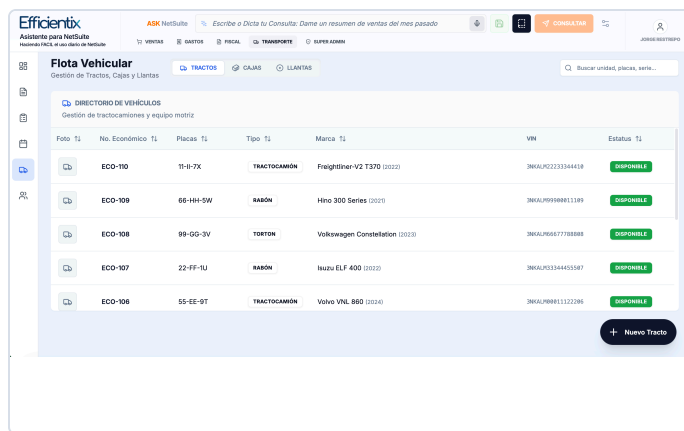 Efficientix
Asistente para NetSuite
Haciendo FACIL el uso diario de NetSuite
ASK NetSuite Escribe o Dicta tu Consulta: Dame un resumen de ventas del mes pasado
CONSULTAR
JORGE RESTREPO
VENTAS GASTOS FISCAL TRANSPORTE SUPER ADMIN
Flota Vehicular
Gestión de Tractos, Cajas y Llantas
TRACTOS CAJAS LLANTAS
Buscar unidad, placas, serie...
DIRECTORIO DE VEHÍCULOS
Gestión de tractocamiones y equipo motriz
Foto No. Económico Placas Tipo Marca VIN Estatus
ECO-110 11-II-7X TRACTOCAMIÓN Freightliner-V2 T370 (2022) 3NKALM22233344410 DISPONIBLE
ECO-109 66-HH-5W RABÓN Hino 300 Series (2021) 3NKALM99900011109 DISPONIBLE
ECO-108 99-GG-3V TORTON Volkswagen Constellation (2023) 3NKALM66677788808 DISPONIBLE
ECO-107 22-FF-1U RABÓN Isuzu ELF 400 (2022) 3NKALM33344455507 DISPONIBLE
ECO-106 55-EE-9T TRACTOCAMIÓN Volvo VNL 860 (2024) 3NKALM00011122206 DISPONIBLE
+ Nuevo Tracto